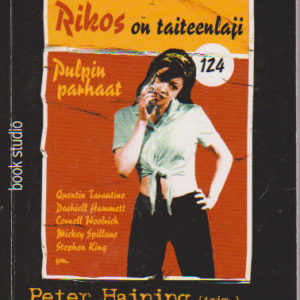 Rikos on taiteenlaji
Pulpin
parhaat
124
book studio
Quentin Tarantino
Dashiell Hammett
Cornell Woolrich
Mickey Spillane
Stephen King
ym.
Peter Haining